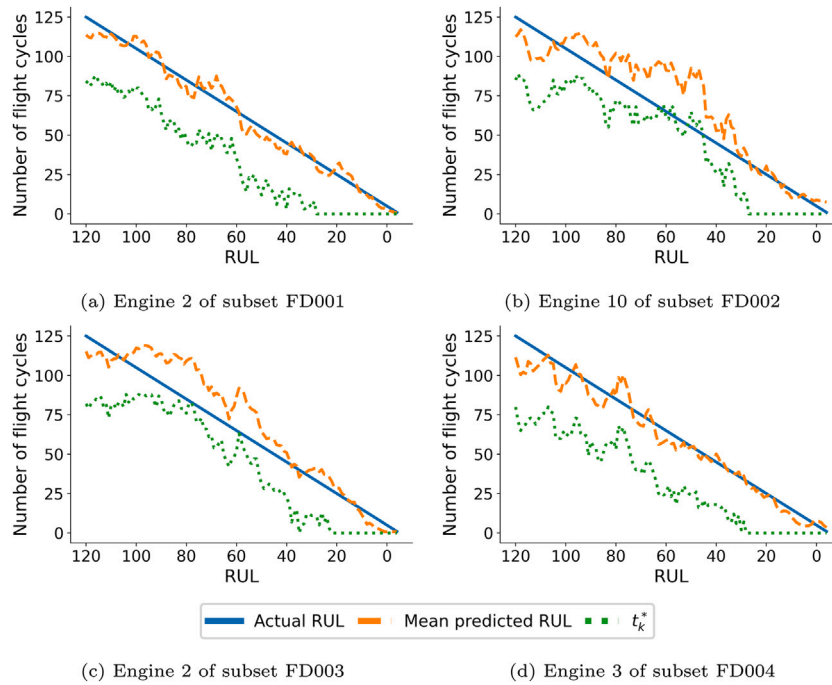 125
100
75
50
25
0
Number of flight cycles
120 100 80 60 40 20 0
RUL
(a) Engine 2 of subset FD001
125
100
75
50
25
0
Number of flight cycles
120 100 80 60 40 20 0
RUL
(b) Engine 10 of subset FD002
125
100
75
50
25
0
Number of flight cycles
120 100 80 60 40 20 0
RUL
125
100
75
50
25
0
Number of flight cycles
120 100 80 60 40 20 0
RUL
Actual RUL Mean predicted RUL t_k^*
(c) Engine 2 of subset FD003
(d) Engine 3 of subset FD004